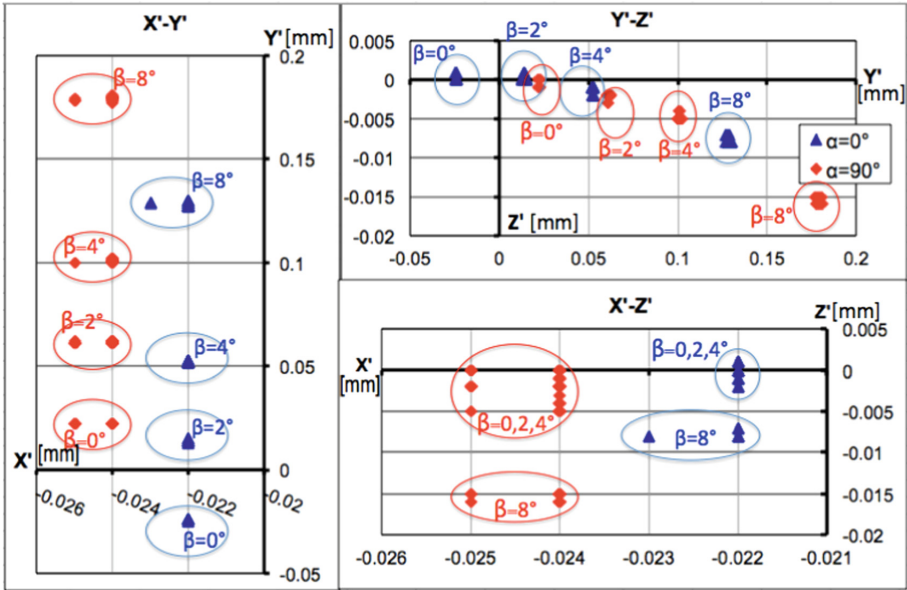 X'-Y'
Y' [mm]
0.2
β=8°
0.15
β=8°
β=4°
0.1
β=2°
β=4°
0.05
β=2°
β=0°
X' [mm]
0
-0.026
-0.024
-0.022
-0.02
β=0°
-0.05
Y'-Z'
0.005
β=0°
β=2°
β=4°
Y'
[mm]
0
β=8°
-0.005
β=0°
β=2°
β=4°
α=0°
α=90°
-0.01
-0.015
β=8°
Z' [mm]
-0.02
-0.05
0
0.05
0.1
0.15
0.2
X'-Z'
Z' [mm]
0.005
X'
[mm]
β=0,2,4°
0
-0.005
β=0,2,4°
β=8°
-0.01
β=8°
-0.015
-0.02
-0.026
-0.025
-0.024
-0.023
-0.022
-0.021